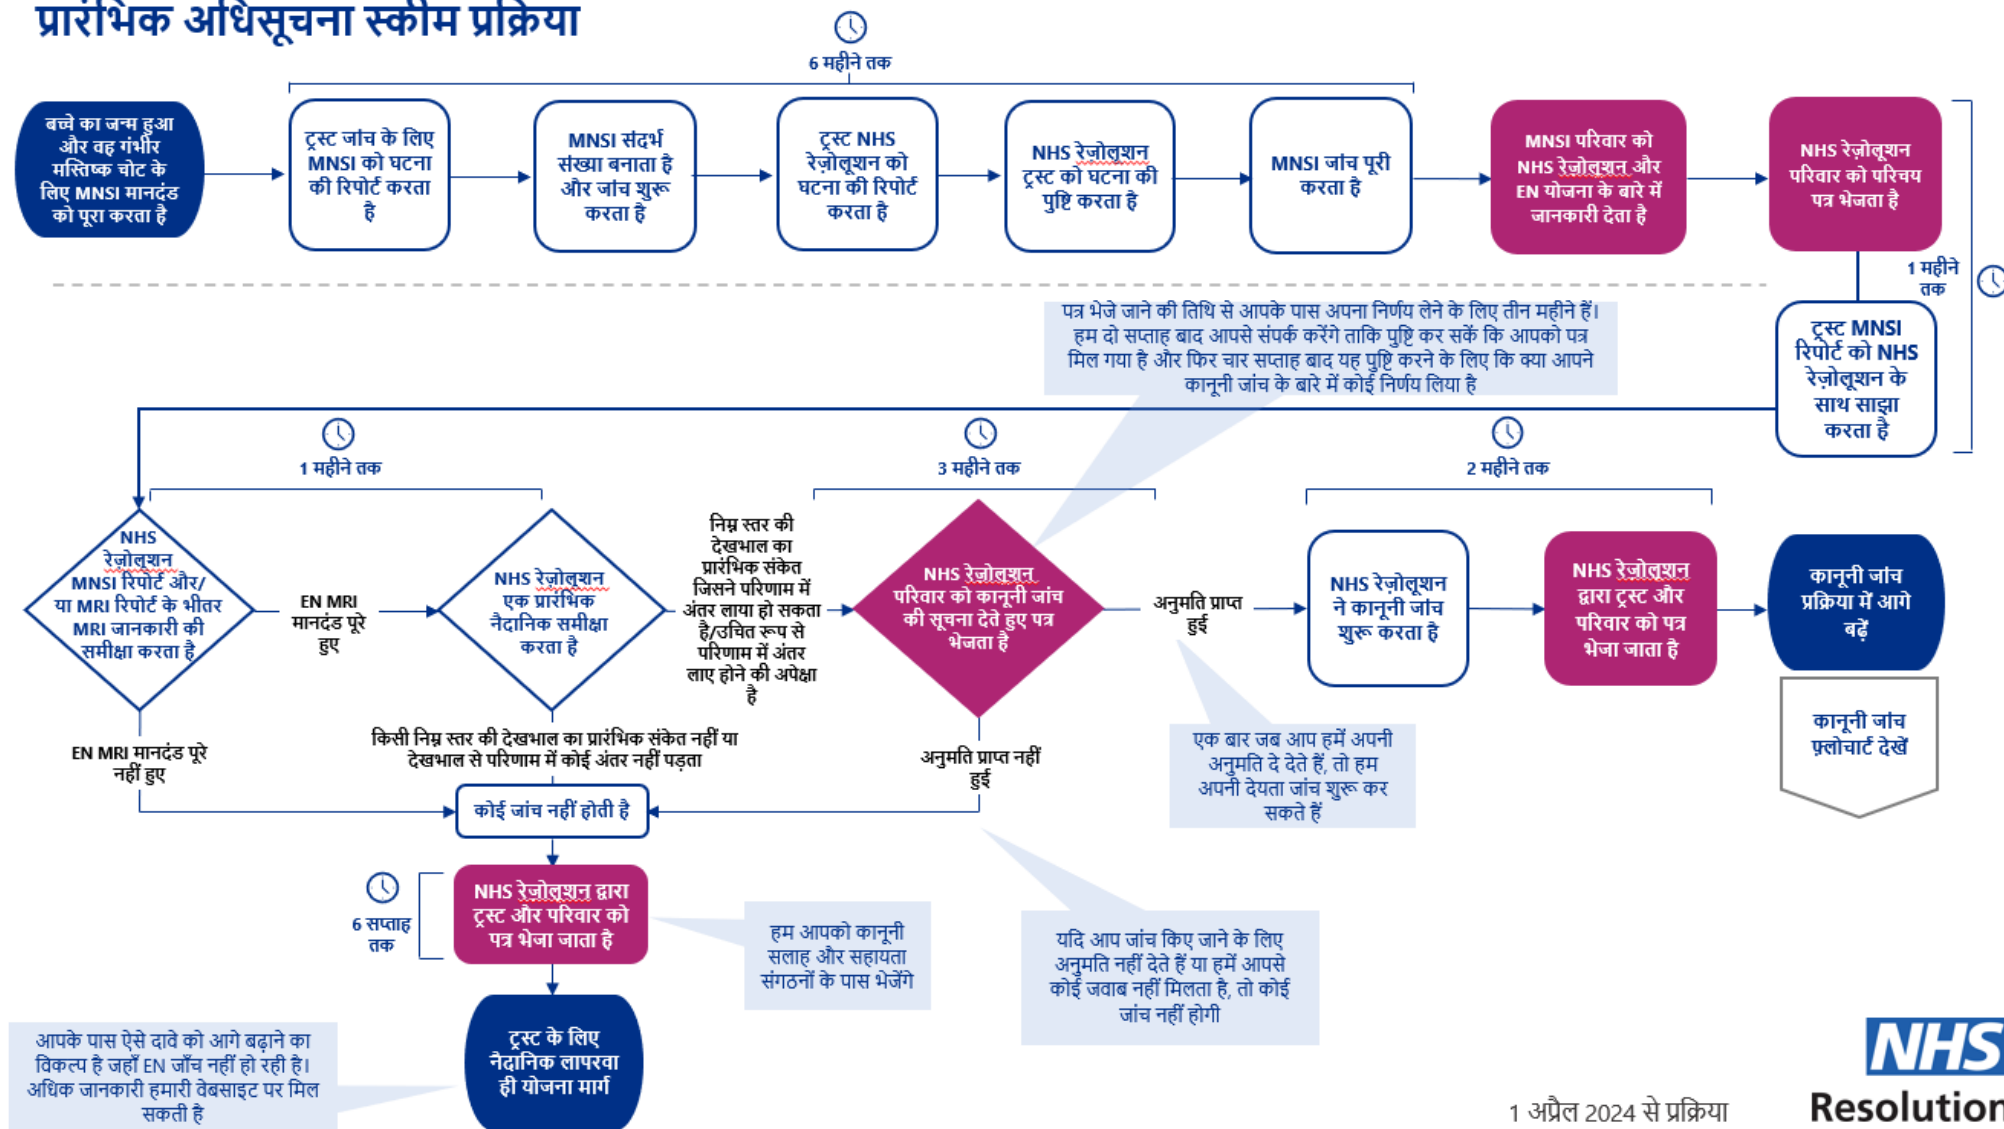 प्रारंभिक अधिसूचना स्कीम प्रक्रिया
6 महीने तक
बच्चे का जन्म हुआ
और वह गंभीर
मस्तिष्क चोट के
लिए MNSI मानदंड
को पूरा करता है
ट्रस्ट जांच के लिए
MNSI को घटना
की रिपोर्ट करता
है
MNSI संदर्भ
संख्या बनाता है
और जांच शुरू
करता है
ट्रस्ट NHS
रेज़ोलूशन को
घटना की रिपोर्ट
करता है
NHS रेज़ोलूशन
ट्रस्ट को घटना की
पुष्टि करता है
MNSI जांच पूरी
करता है
MNSI परिवार को
NHS रेज़ोलूशन और
EN योजना के बारे में
जानकारी देता है
NHS रेज़ोलूशन
परिवार को परिचय
पत्र भेजता है
1 महीने
तक
ट्रस्ट MNSI
रिपोर्ट को NHS
रेज़ोलूशन के
साथ साझा
करता है
पत्र भेजे जाने की तिथि से आपके पास अपना निर्णय लेने के लिए तीन महीने हैं।
हम दो सप्ताह बाद आपसे संपर्क करेंगे ताकि पुष्टि कर सकें कि आपको पत्र
मिल गया है और फिर चार सप्ताह बाद यह पुष्टि करने के लिए कि क्या आपने
कानूनी जांच के बारे में कोई निर्णय लिया है
1 महीने तक
3 महीने तक
2 महीने तक
NHS
रेज़ोलूशन
MNSI रिपोर्ट और/
या MRI रिपोर्ट के भीतर
MRI जानकारी की
समीक्षा करता है
EN MRI
मानदंड पूरे
हुए
NHS रेज़ोलूशन
एक प्रारंभिक
नैदानिक समीक्षा
करता है
निम्न स्तर की
देखभाल का
प्रारंभिक संकेत
जिसने परिणाम में
अंतर लाया हो सकता
है/उचित रूप से
परिणाम में अंतर
लाए होने की अपेक्षा
है
NHS रेज़ोलूशन
परिवार को कानूनी जांच
की सूचना देते हुए पत्र
भेजता है
अनुमति प्राप्त
हुई
NHS रेज़ोलूशन
ने कानूनी जांच
शुरू करता है
NHS रेज़ोलूशन
द्वारा ट्रस्ट और
परिवार को पत्र
भेजा जाता है
कानूनी जांच
प्रक्रिया में आगे
बढ़ें
कानूनी जांच
फ़्लोचार्ट देखें
EN MRI मानदंड पूरे
नहीं हुए
किसी निम्न स्तर की देखभाल का प्रारंभिक संकेत नहीं या
देखभाल से परिणाम में कोई अंतर नहीं पड़ता
अनुमति प्राप्त नहीं
हुई
एक बार जब आप हमें अपनी
अनुमति दे देते हैं, तो हम
अपनी देयता जांच शुरू कर
सकते हैं
कोई जांच नहीं होती है
6 सप्ताह
तक
NHS रेज़ोलूशन द्वारा
ट्रस्ट और परिवार को
पत्र भेजा जाता है
हम आपको कानूनी
सलाह और सहायता
संगठनों के पास भेजेंगे
यदि आप जांच किए जाने के लिए
अनुमति नहीं देते हैं या हमें आपसे
कोई जवाब नहीं मिलता है, तो कोई
जांच नहीं होगी
ट्रस्ट के लिए
नैदानिक लापरवा
ही योजना मार्ग
आपके पास ऐसे दावे को आगे बढ़ाने का
विकल्प है जहाँ EN जाँच नहीं हो रही है।
अधिक जानकारी हमारी वेबसाइट पर मिल
सकती है
1 अप्रैल 2024 से प्रक्रिया
NHS
Resolution